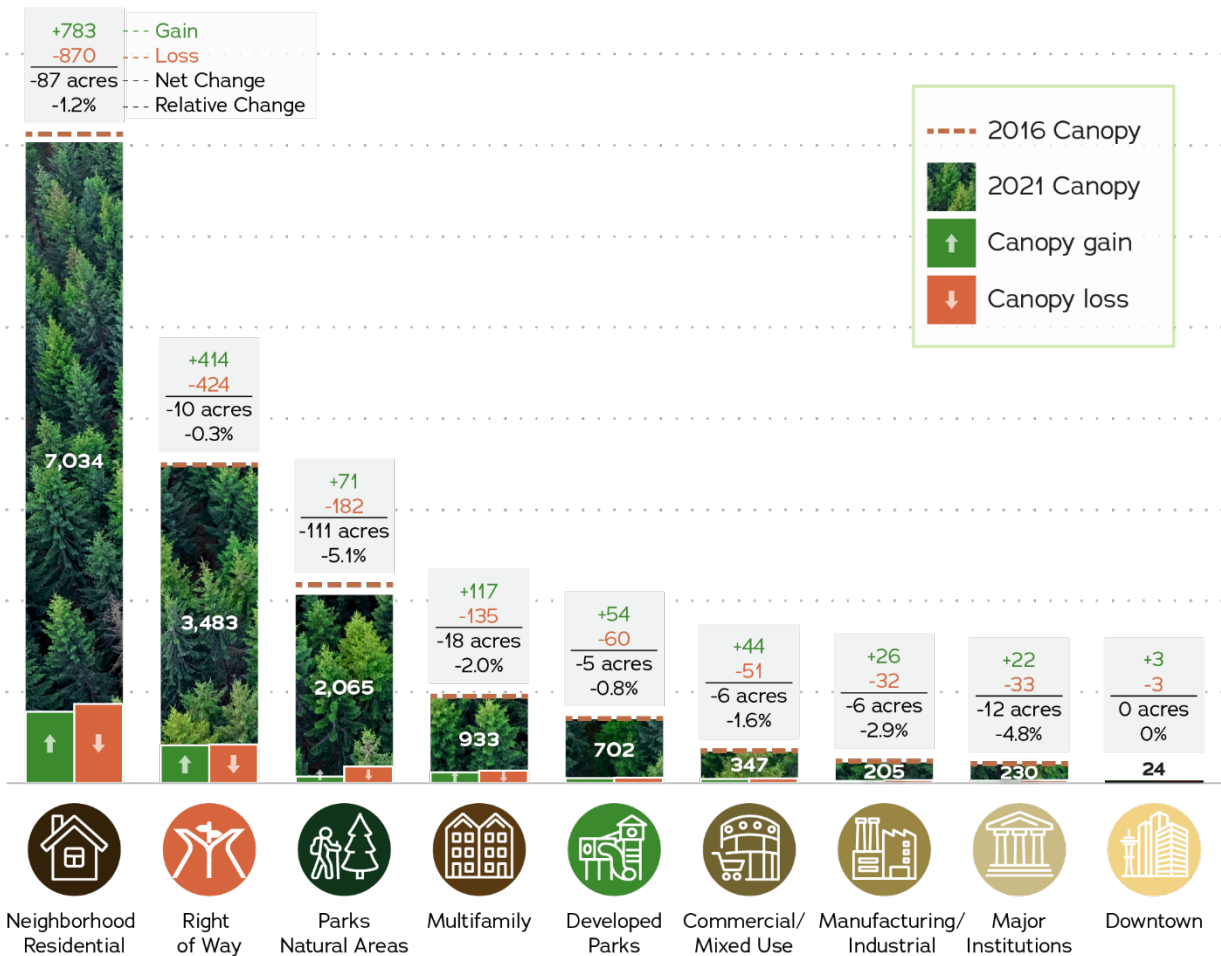 +783
-870
-87 acres
-1.2%
Gain
Loss
Net Change
Relative Change
2016 Canopy
2021 Canopy
Canopy gain
Canopy loss
7,034
+414
-424
-10 acres
-0.3%
3,483
+71
-182
-111 acres
-5.1%
2,065
+117
-135
-18 acres
-2.0%
933
+54
-60
-5 acres
-0.8%
702
+44
-51
-6 acres
-1.6%
347
+26
-32
-6 acres
-2.9%
205
+22
-33
-12 acres
-4.8%
230
+3
-3
0 acres
0%
24
Neighborhood
Residential
Right
of Way
Parks
Natural Areas
Multifamily
Developed
Parks
Commercial/
Mixed Use
Manufacturing/
Industrial
Major
Institutions
Downtown